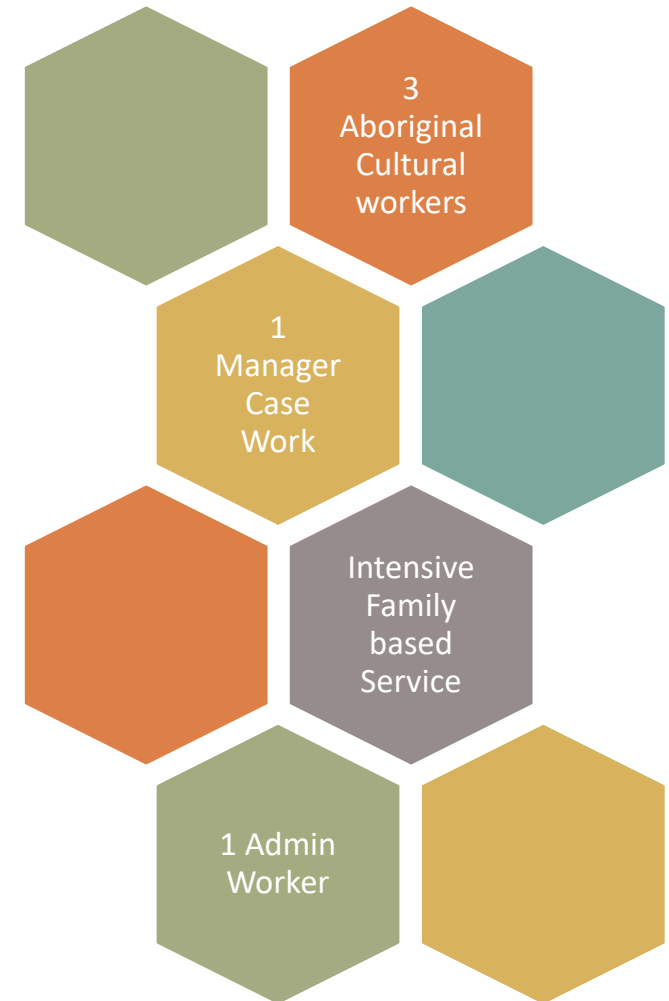 3
Aboriginal
Cultural
workers
1
Manager
Case
Work
Intensive
Family
based
Service
1 Admin
Worker